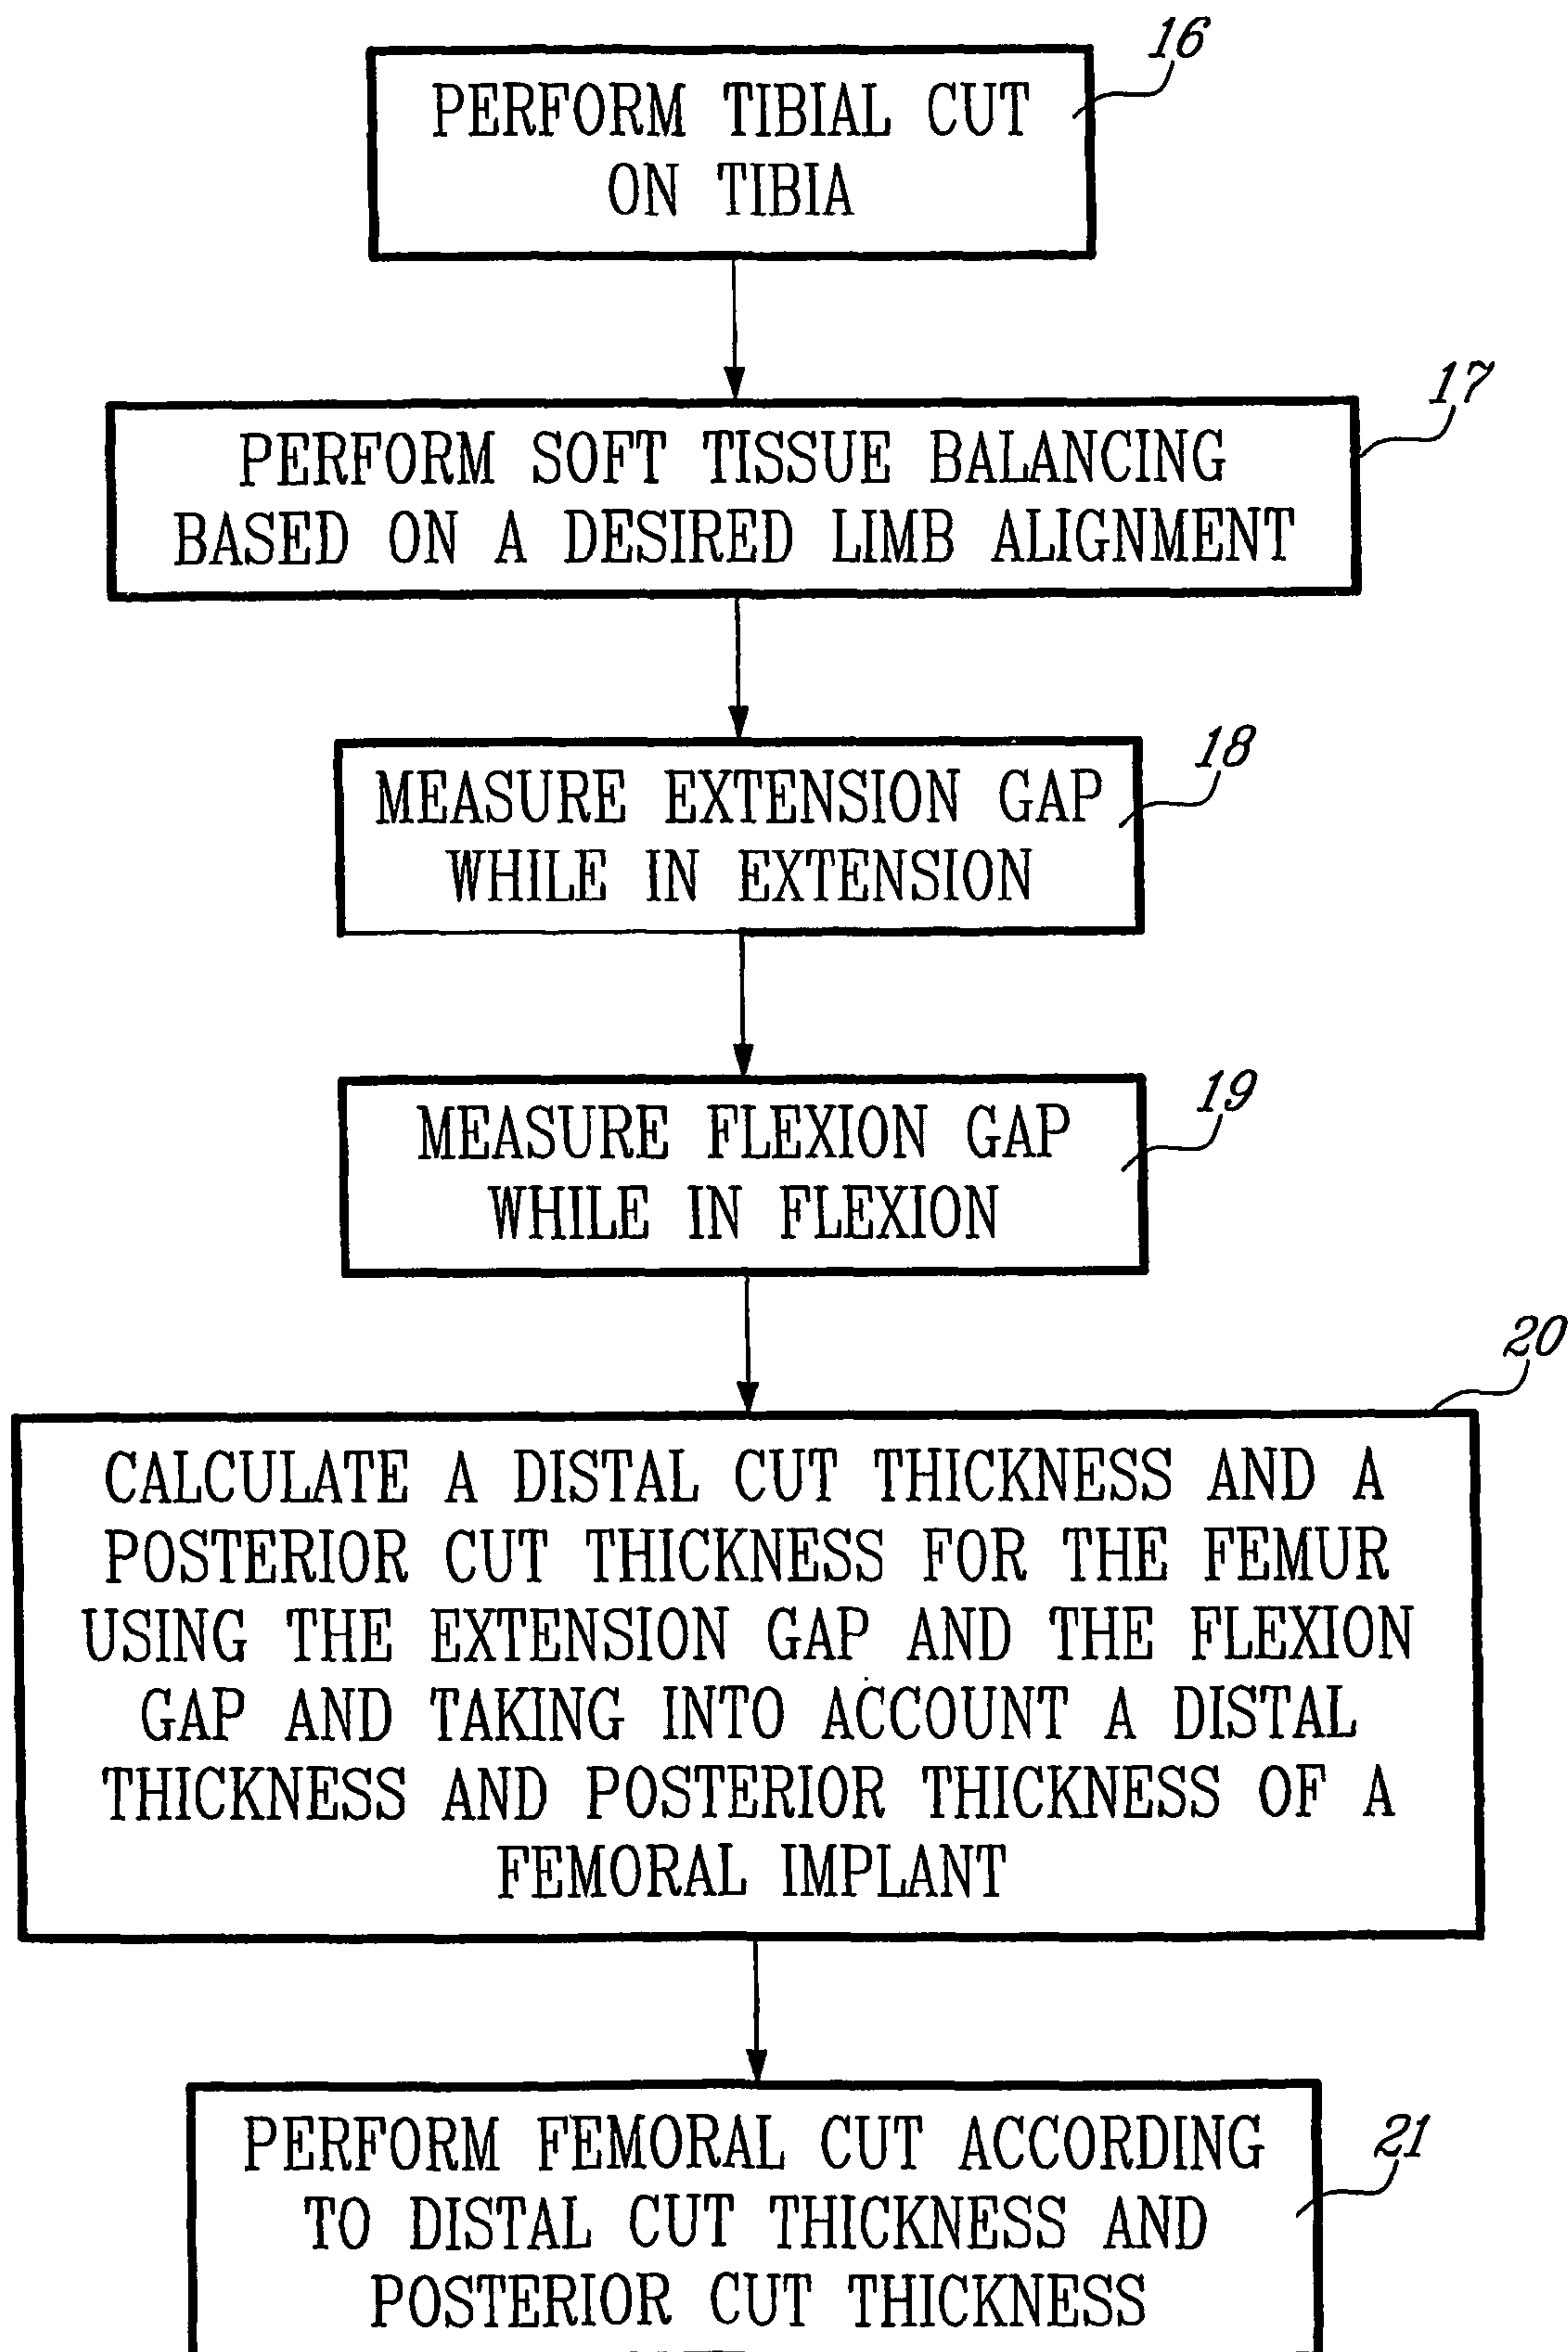 16
PERFORM TIBIAL CUT
ON TIBIA
17
PERFORM SOFT TISSUE BALANCING
BASED ON A DESIRED LIMB ALIGNMENT
18
MEASURE EXTENSION GAP
WHILE IN EXTENSION
19
MEASURE FLEXION GAP
WHILE IN FLEXION
20
CALCULATE A DISTAL CUT THICKNESS AND A
POSTERIOR CUT THICKNESS FOR THE FEMUR
USING THE EXTENSION GAP AND THE FLEXION
GAP AND TAKING INTO ACCOUNT A DISTAL
THICKNESS AND POSTERIOR THICKNESS OF A
FEMORAL IMPLANT
21
PERFORM FEMORAL CUT ACCORDING
TO DISTAL CUT THICKNESS AND
POSTERIOR CUT THICKNESS